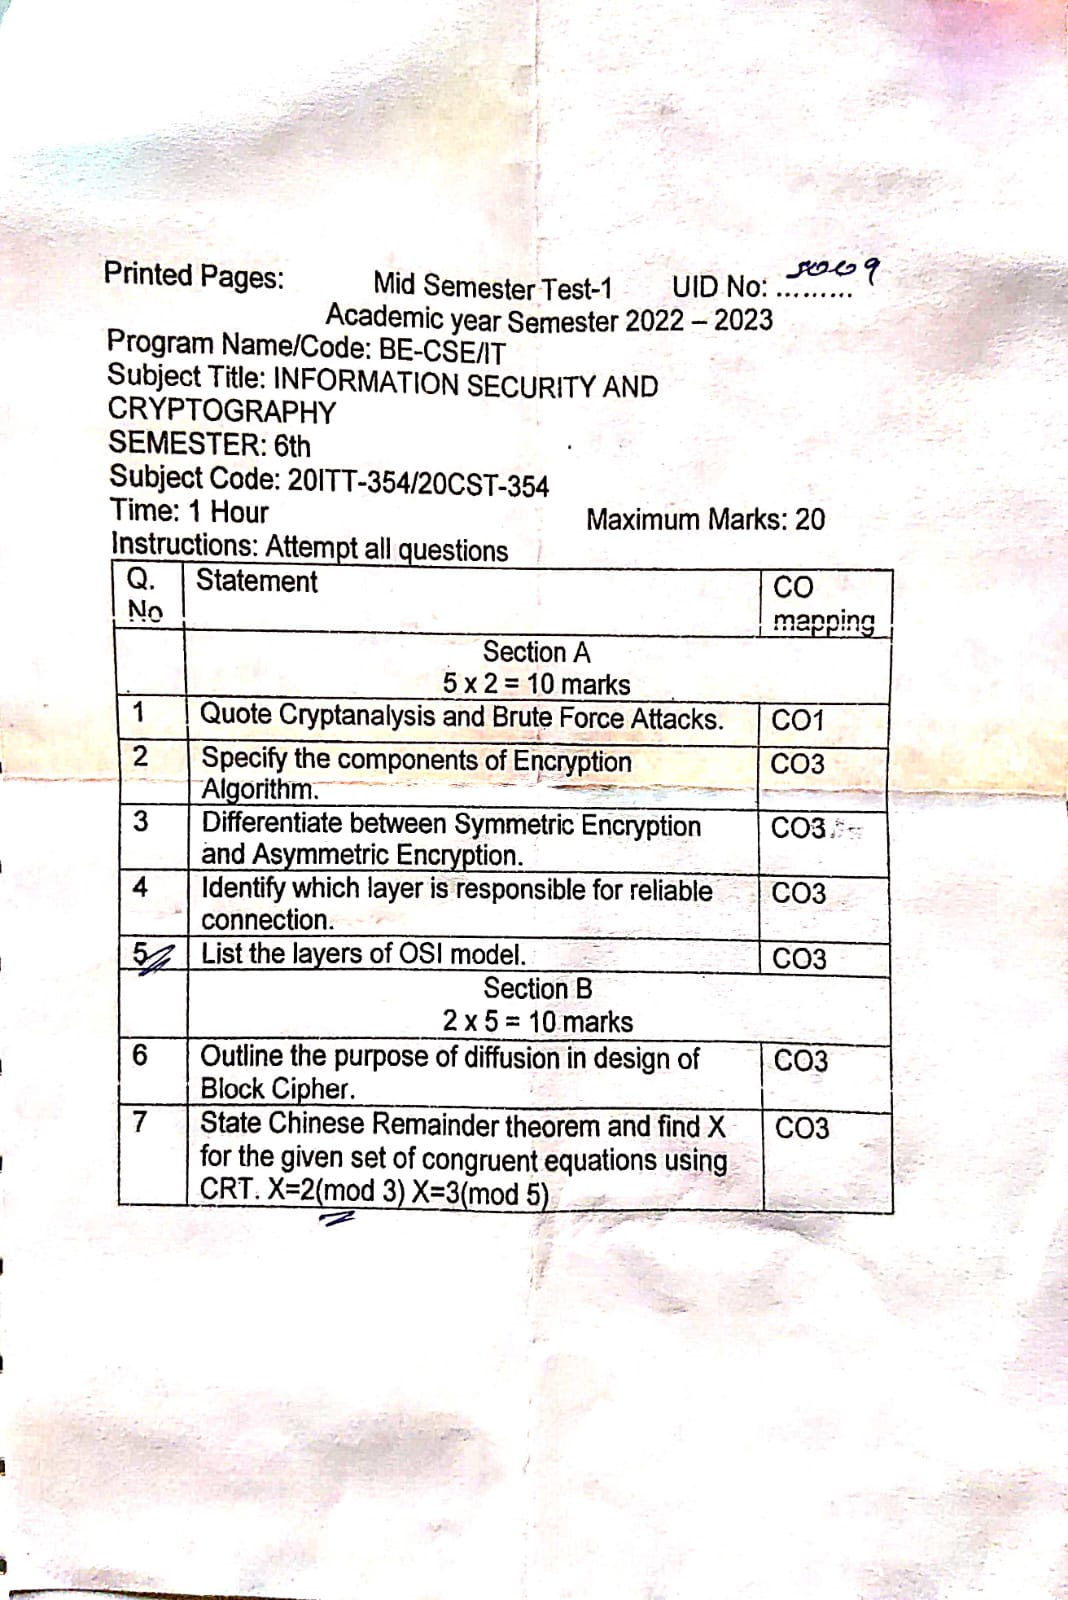 Printed Pages: Mid Semester Test-1 UID No: .........
Academic year Semester 2022 – 2023
Program Name/Code: BE-CSE/IT
Subject Title: INFORMATION SECURITY AND
CRYPTOGRAPHY
SEMESTER: 6th
Subject Code: 20ITT-354/20CST-354
Time: 1 Hour Maximum Marks: 20
Instructions: Attempt all questions
Q. Statement CO
No mapping
Section A
5 x 2 = 10 marks
1 Quote Cryptanalysis and Brute Force Attacks. CO1
2 Specify the components of Encryption CO3
Algorithm.
3 Differentiate between Symmetric Encryption CO3
and Asymmetric Encryption.
4 Identify which layer is responsible for reliable CO3
connection.
5 List the layers of OSI model. CO3
Section B
2 x 5 = 10 marks
6 Outline the purpose of diffusion in design of CO3
Block Cipher.
7 State Chinese Remainder theorem and find X CO3
for the given set of congruent equations using
CRT. X=2(mod 3) X=3(mod 5)